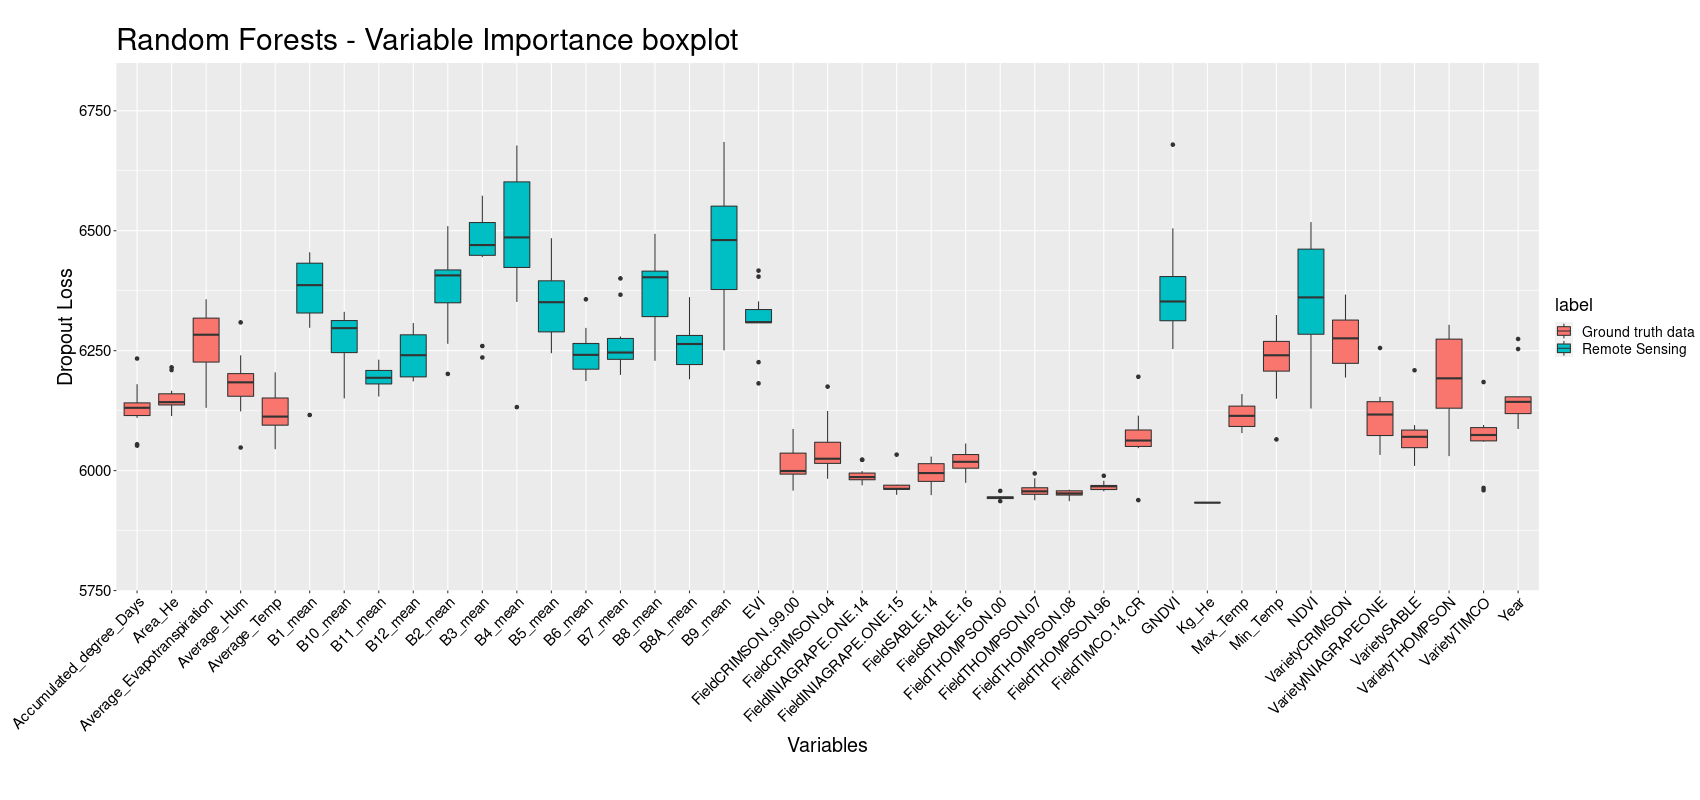 Random Forests - Variable Importance boxplot
Dropout Loss
6750
6500
6250
6000
5750
Accumulated_degree_Days
Area_He
Average_Evapotranspiration
Average_Hum
Average_Temp
B1_mean
B10_mean
B11_mean
B12_mean
B2_mean
B3_mean
B4_mean
B5_mean
B6_mean
B7_mean
B8_mean
B8A_mean
B9_mean
EVI
FieldCRIMSON..99.00
FieldCRIMSON.04
FieldINIAGRAPE.ONE.14
FieldINIAGRAPE.ONE.15
FieldSABLE.14
FieldSABLE.16
FieldTHOMPSON.00
FieldTHOMPSON.07
FieldTHOMPSON.08
FieldTHOMPSON.96
FieldTIMCO.14.CR
GNDVI
Kg_He
Max_Temp
Min_Temp
NDVI
VarietyCRIMSON
VarietyINIAGRAPEONE
VarietySABLE
VarietyTHOMPSON
VarietyTIMCO
Year
Variables
label
Ground truth data
Remote Sensing